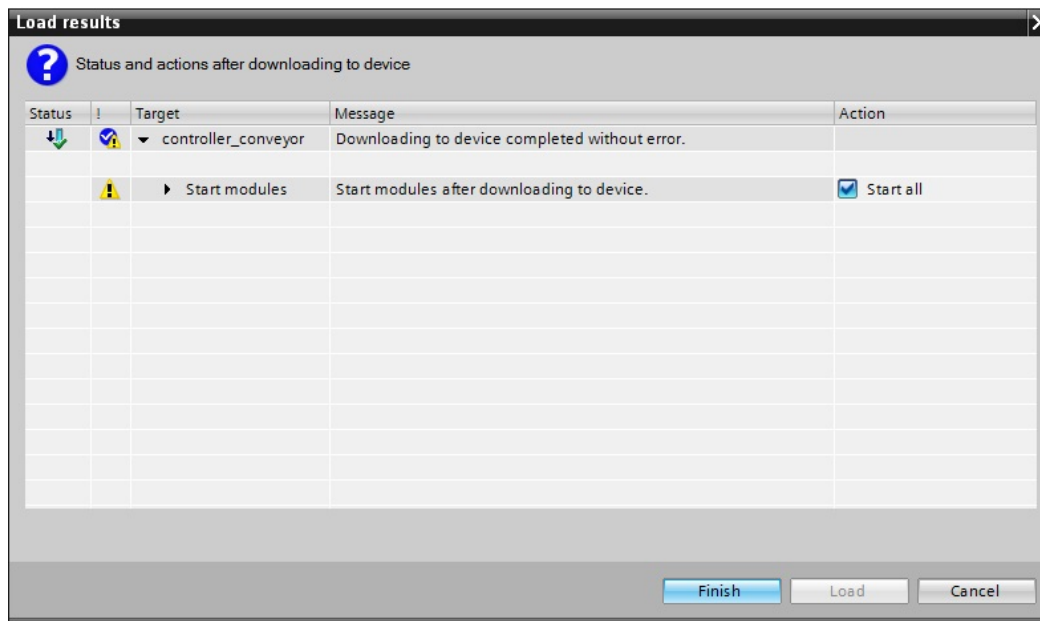 Load results
Status and actions after downloading to device
Status ! Target Message Action
controller_conveyor Downloading to device completed without error.
Start modules Start modules after downloading to device. Start all
Finish Load Cancel